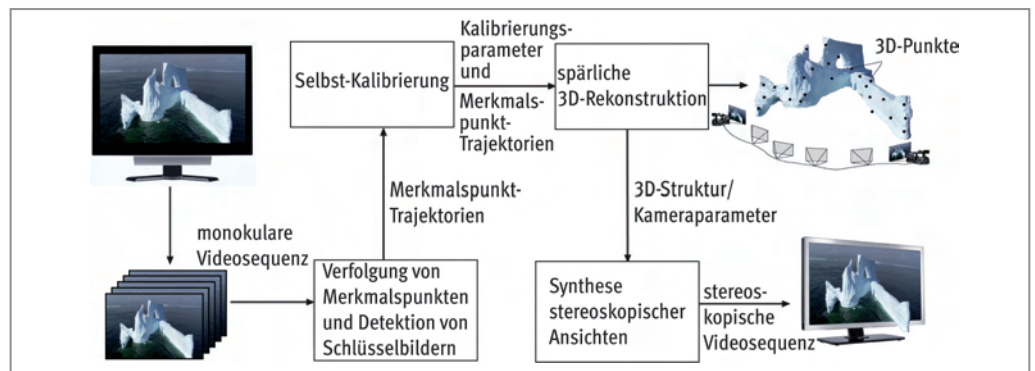 monokulare
Videosequenz
Verfolgung von
Merkmalspunkten
und Detektion von
Schlüsselbildern
Merkmalspunkt-
Trajektorien
Selbst-Kalibrierung
Kalibrierungs-
parameter
und
Merkmals-
punkt-
Trajektorien
spärliche
3D-Rekonstruktion
3D-Punkte
3D-Struktur/
Kameraparameter
Synthese
stereoskopischer
Ansichten
stereos-
kopische
Videosequenz